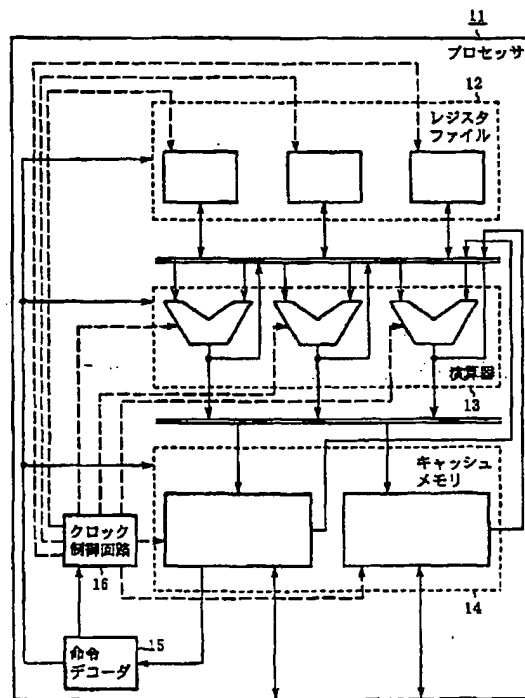 11
プロセッサ
12
レジスタ
ファイル
演算器
13
キャッシュ
メモリ
クロック
制御回路
16
14
15
命令
デコーダ